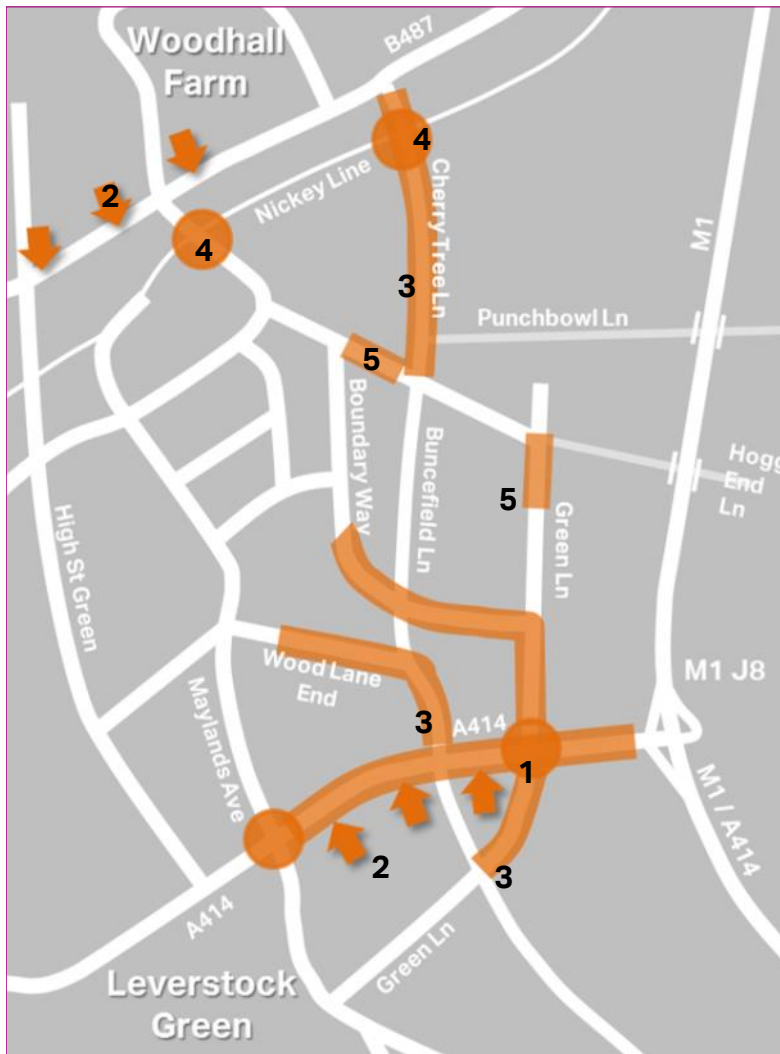 Woodhall
Farm
B487
2
4
4
Nickey Line
Cherry Tree Ln
M1
3
Punchbowl Ln
5
Boundary Way
Buncefield Ln
Hogg
End
Ln
5
Green Ln
High St Green
Wood Lane
End
M1 J8
Maylands Ave
3
A414
1
M1 / A414
2
3
A414
Green Ln
Leverstock
Green